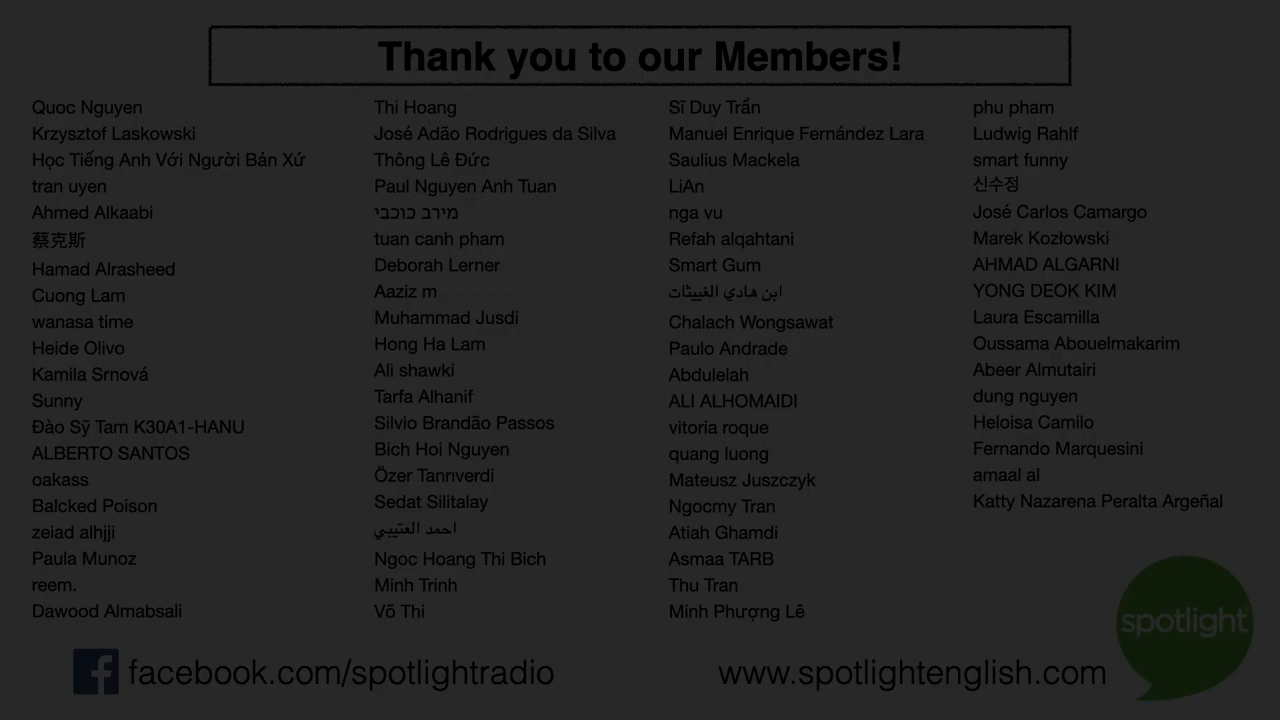 Thank you to our Members!
Quoc Nguyen
Krzysztof Laskowski
Học Tiếng Anh Với Người Bản Xứ
tran uyen
Ahmed Alkaabi
蔡克斯
Hamad Alrasheed
Cuong Lam
wanasa time
Heide Olivo
Kamila Srnová
Sunny
Đào Sỹ Tam K30A1-HANU
ALBERTO SANTOS
oakass
Balcked Poison
zeiad alhjji
Paula Munoz
reem.
Dawood Almabsali
Thi Hoang
José Adão Rodrigues da Silva
Thông Lê Đức
Paul Nguyen Anh Tuan
מירב כוכבי
tuan canh pham
Deborah Lerner
Aaziz m
Muhammad Jusdi
Hong Ha Lam
Ali shawki
Tarfa Alhanif
Silvio Brandão Passos
Bich Hoi Nguyen
Özer Tanrıverdi
Sedat Silitalay
احمد العتيبي
Ngoc Hoang Thi Bich
Minh Trinh
Võ Thi
Sĩ Duy Trần
Manuel Enrique Fernández Lara
Saulius Mackela
LiAn
nga vu
Refah alqahtani
Smart Gum
ابن هادي الغييثات
Chalach Wongsawat
Paulo Andrade
Abdulelah
ALI ALHOMAIDI
vitoria roque
quang luong
Mateusz Juszczyk
Ngocmy Tran
Atiah Ghamdi
Asmaa TARB
Thu Tran
Minh Phượng Lê
phu pham
Ludwig Rahlf
smart funny
신수정
José Carlos Camargo
Marek Kozłowski
AHMAD ALGARNI
YONG DEOK KIM
Laura Escamilla
Oussama Abouelmakarim
Abeer Almutairi
dung nguyen
Heloisa Camilo
Fernando Marquesini
amaal al
Katty Nazarena Peralta Argeñal
spotlight
facebook.com/spotlightradio
www.spotlightenglish.com